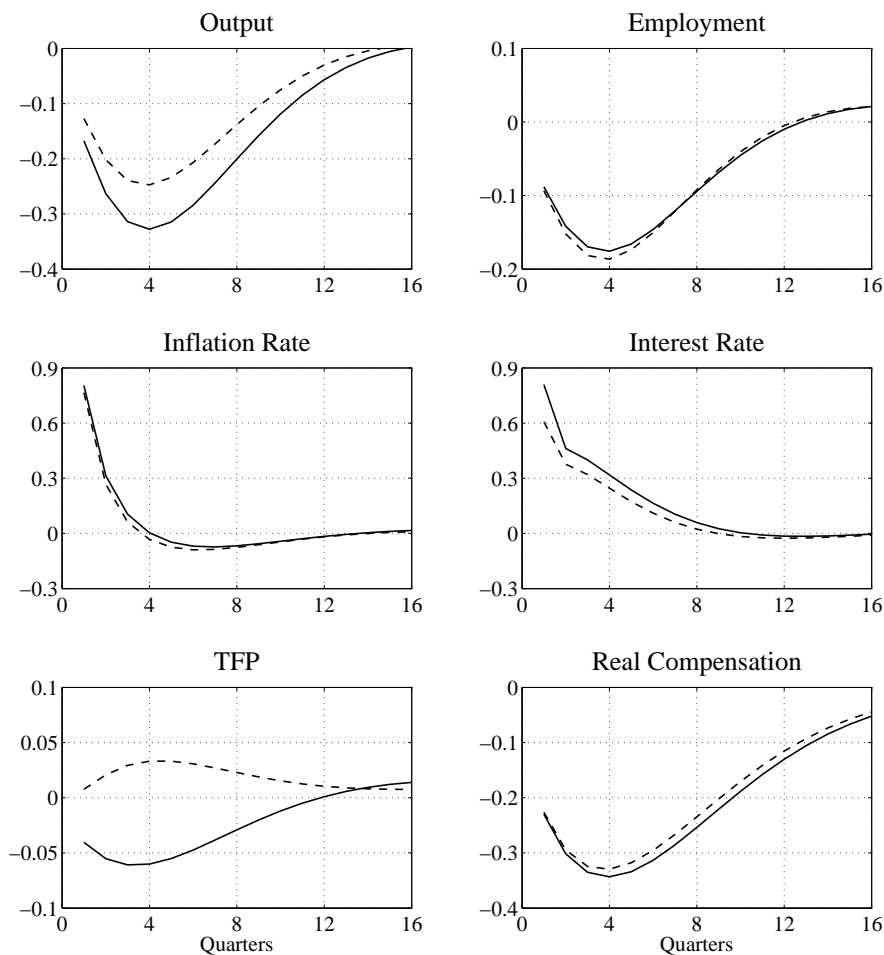 Output Employment
0 0.1
−0.1 0
−0.2
−0.3 −0.1
−0.4 −0.2
0 4 8 12 16 0 4 8 12 16
Inflation Rate Interest Rate
0.9 0.9
0.6 0.6
0.3 0.3
0 0
−0.3 −0.3
0 4 8 12 16 0 4 8 12 16
TFP Real Compensation
0.1 0
0.05 −0.1
0 −0.2
−0.05 −0.3
−0.1 −0.4
0 4 8 12 16 0 4 8 12 16
Quarters Quarters